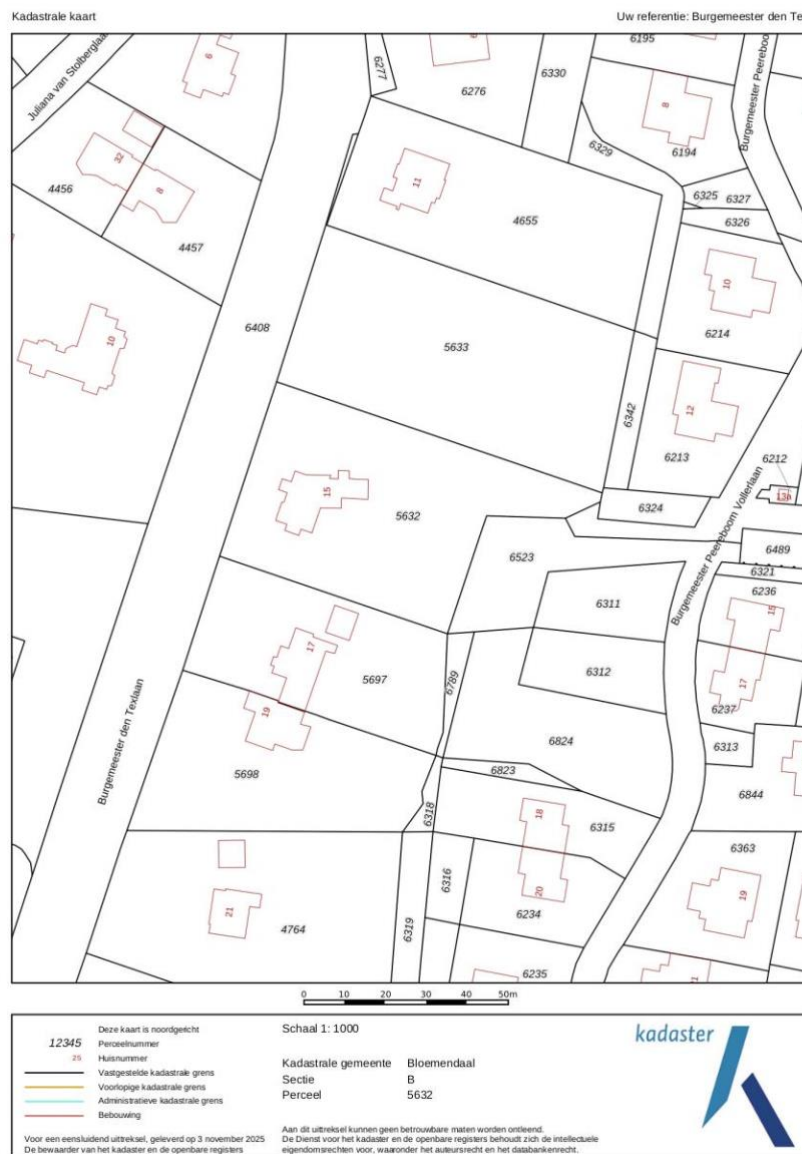 Kadastrale kaart
Uw referentie: Burgemeester den Te
6195
Juliana van Stolberglaa
6
6277
6276
6330
Burgemeester Peereboom
8
6329
6194
32
4456
8
11
6325
6327
6326
4655
4457
10
6408
10
6214
5633
12
6342
6213
6212
13a
15
5632
6324
Burgemeester Peereboom Vollerlaan
6489
6523
6321
6236
6311
15
17
5697
6789
6312
17
19
6237
Burgemeester den Texlaan
6824
6313
5698
6823
6844
6318
18
6315
6363
6316
20
19
21
4764
6319
6234
6235
21
0 10 20 30 40 50m
Deze kaart is noordgericht
12345 Perceelnummer
25 Huisnummer
Vastgestelde kadastrale grens
Voorlopige kadastrale grens
Administratieve kadastrale grens
Bebouwing
Voor een eensluidend uittreksel, geleverd op 3 november 2025
De bewaarder van het kadaster en de openbare registers
Schaal 1: 1000
Kadastrale gemeente Bloemendaal
Sectie B
Perceel 5632
Aan dit uittreksel kunnen geen betrouwbare maten worden ontleend.
De Dienst voor het kadaster en de openbare registers behoudt zich de intellectuele
eigendomsrechten voor, waaronder het auteursrecht en het databankenrecht.
kadaster